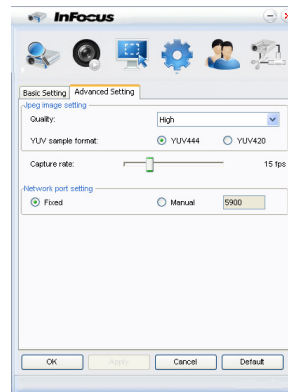 InFocus
Basic Setting Advanced Setting
Jpeg image setting
Quality: High
YUV sample format: YUV444 YUV420
Capture rate: 15 fps
Network port setting
Fixed Manual 5900
OK Apply Cancel Default